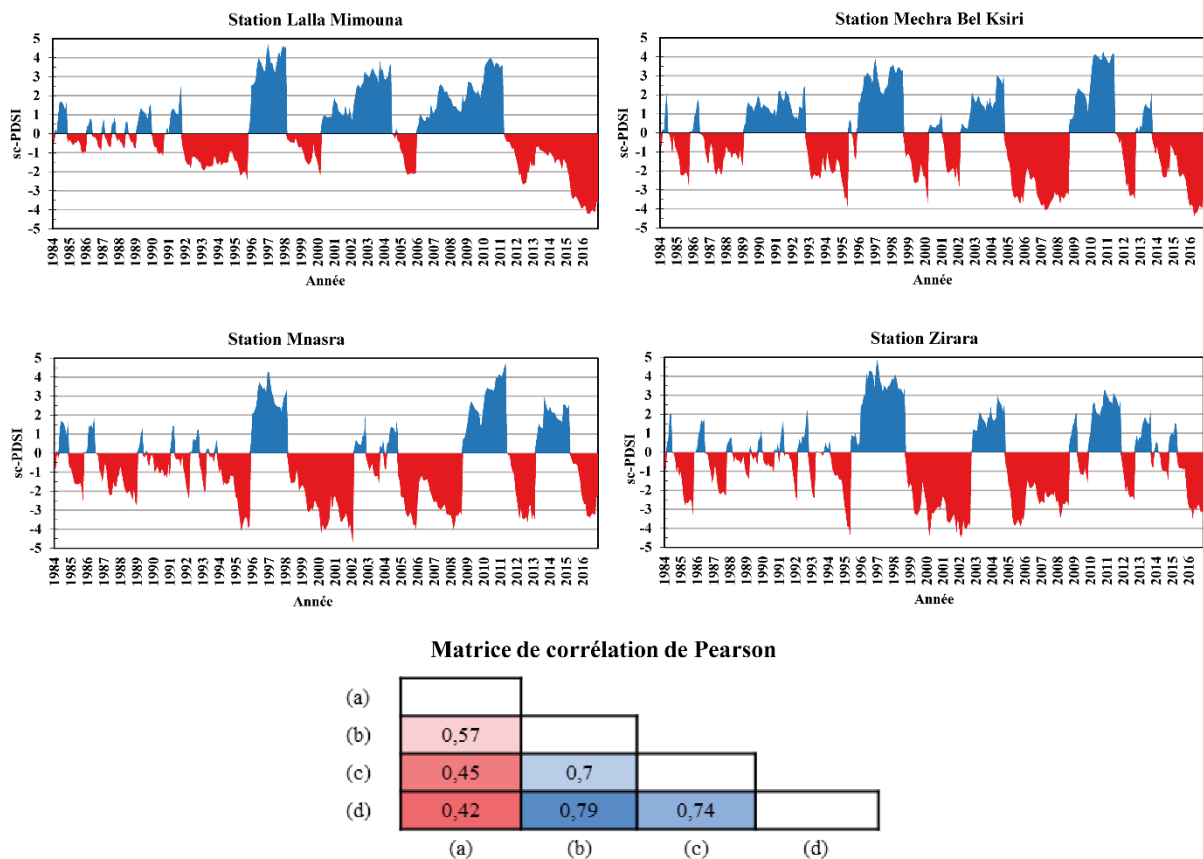 Station Lalla Mimouna
5
4
3
2
1
0
-1
-2
-3
-4
-5
sc-PDSI
1984 1985 1986 1987 1988 1989 1990 1991 1992 1993 1994 1995 1996 1997 1998 1999 2000 2001 2002 2003 2004 2005 2006 2007 2008 2009 2010 2011 2012 2013 2014 2015 2016
Année
Station Mechra Bel Ksiri
5
4
3
2
1
0
-1
-2
-3
-4
-5
sc-PDSI
1984 1985 1986 1987 1988 1989 1990 1991 1992 1993 1994 1995 1996 1997 1998 1999 2000 2001 2002 2003 2004 2005 2006 2007 2008 2009 2010 2011 2012 2013 2014 2015 2016
Année
Station Mnasra
5
4
3
2
1
0
-1
-2
-3
-4
-5
sc-PDSI
1984 1985 1986 1987 1988 1989 1990 1991 1992 1993 1994 1995 1996 1997 1998 1999 2000 2001 2002 2003 2004 2005 2006 2007 2008 2009 2010 2011 2012 2013 2014 2015 2016
Année
Station Zirara
5
4
3
2
1
0
-1
-2
-3
-4
-5
sc-PDSI
1984 1985 1986 1987 1988 1989 1990 1991 1992 1993 1994 1995 1996 1997 1998 1999 2000 2001 2002 2003 2004 2005 2006 2007 2008 2009 2010 2011 2012 2013 2014 2015 2016
Année
Matrice de corrélation de Pearson
(a)
(b) 0,57
(c) 0,45 0,7
(d) 0,42 0,79 0,74
(a) (b) (c) (d)